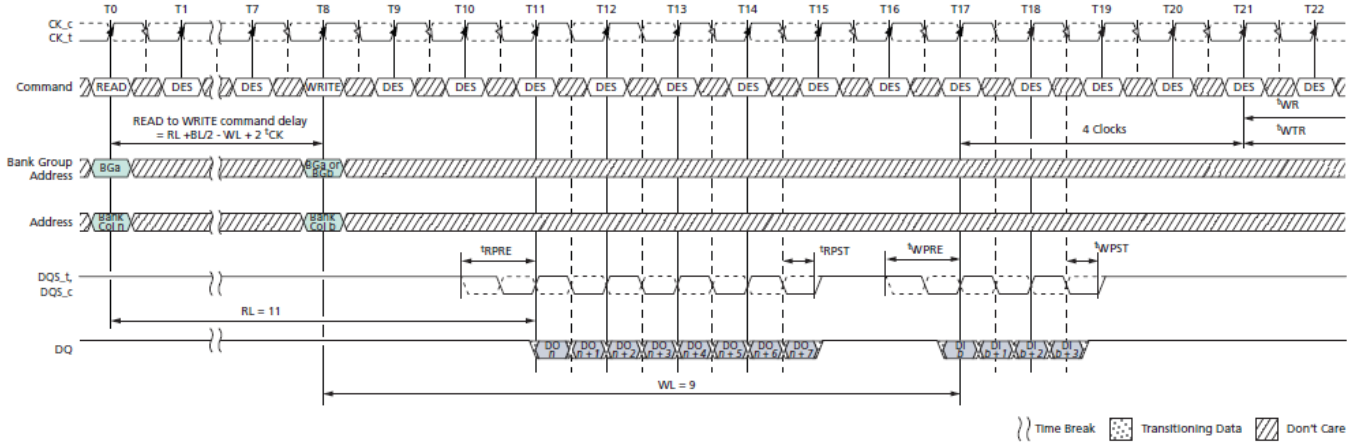 T0 T1 T7 T8 T9 T10 T11 T12 T13 T14 T15 T16 T17 T18 T19 T20 T21 T22
CK_c
CK_t
Command READ DES DES WRITE DES DES DES DES DES DES DES DES DES DES DES DES DES DES
tWR
READ to WRITE command delay
= RL +BL/2 - WL + 2 tCK
4 Clocks
tWTR
Bank Group
Address
BGa
BGa or
BGb
Address
Bank
Col n
Bank
Col b
tRPRE tRPST tWPRE tWPST
DQS_t,
DQS_c
RL = 11
DQ
DO
n
DO
n + 1
DO
n + 2
DO
n + 3
DO
n + 4
DO
n + 5
DO
n + 6
DO
n + 7
DI
b
DI
b + 1
DI
b + 2
DI
b + 3
WL = 9
Time Break Transitioning Data Don't Care